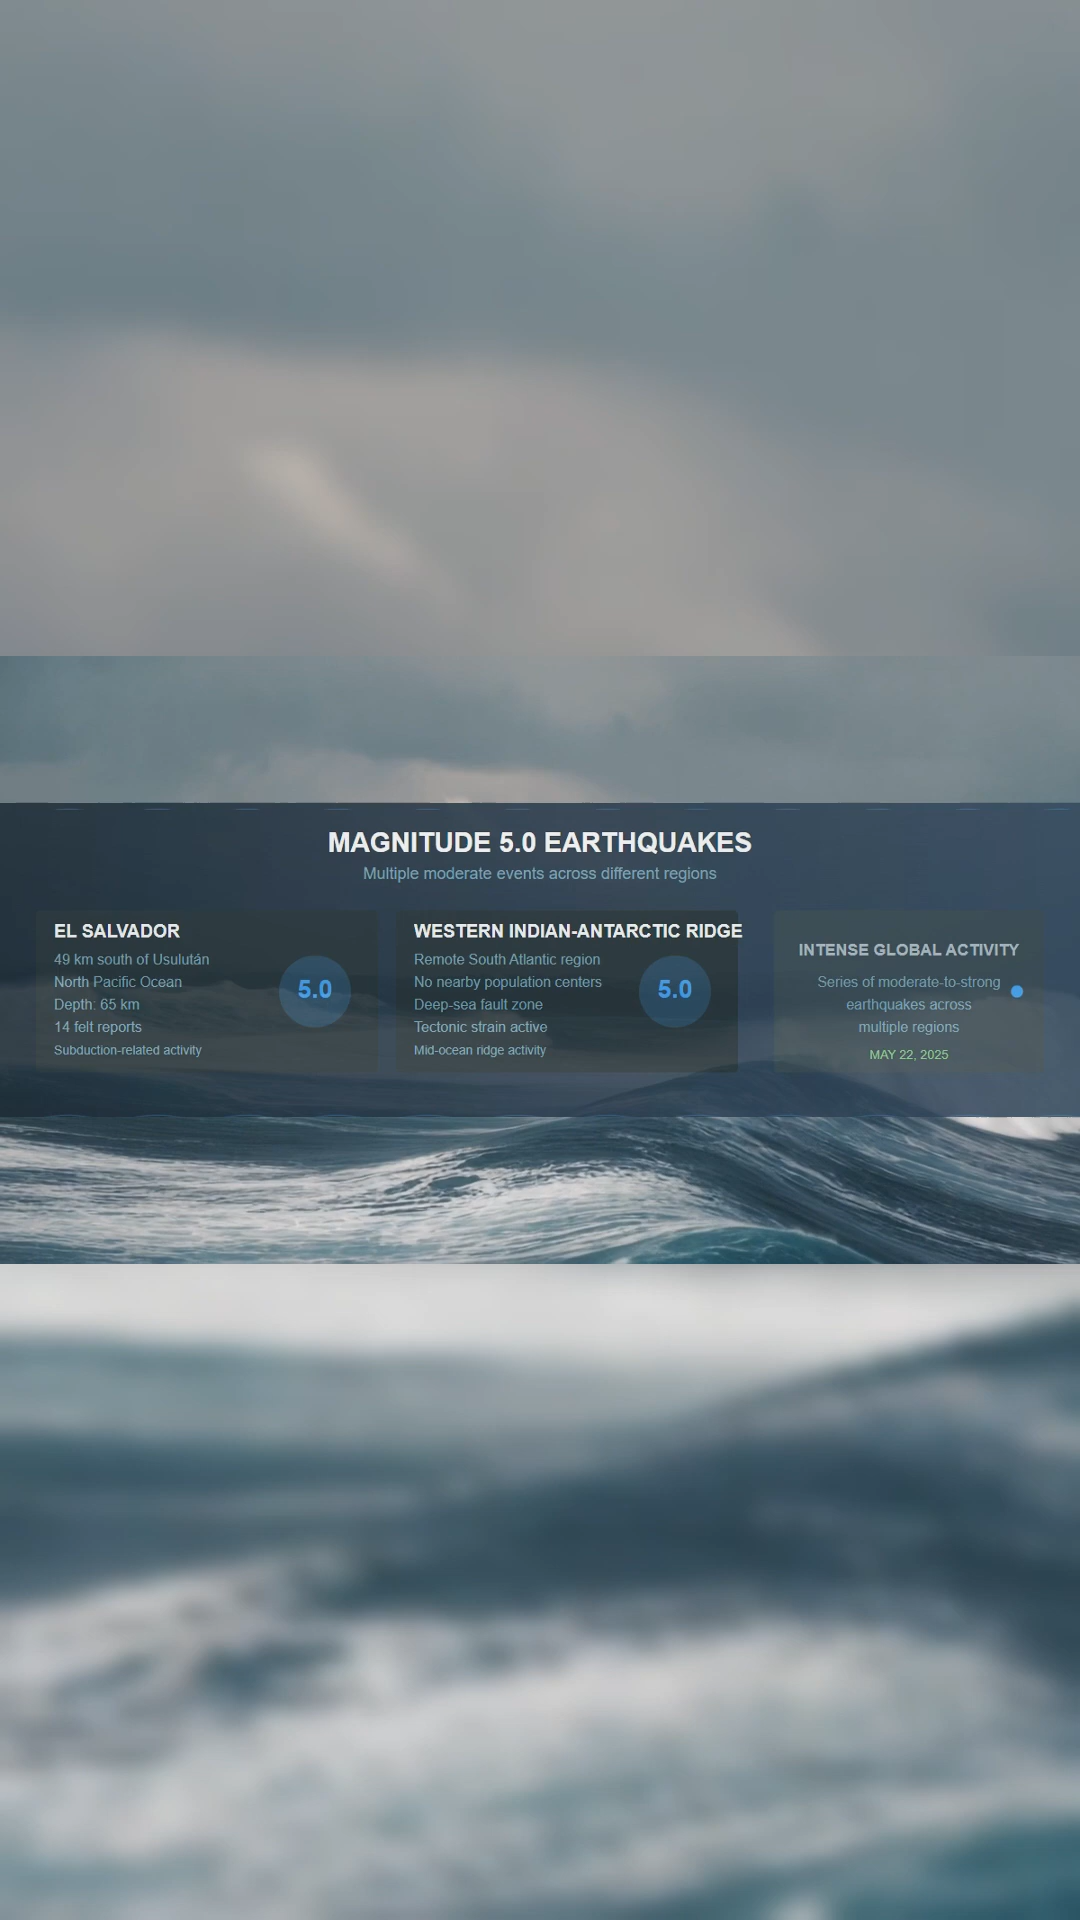 MAGNITUDE 5.0 EARTHQUAKES
Multiple moderate events across different regions
EL SALVADOR
49 km south of Usulután
North Pacific Ocean
Depth: 65 km
14 felt reports
Subduction-related activity
5.0
WESTERN INDIAN-ANTARCTIC RIDGE
Remote South Atlantic region
No nearby population centers
Deep-sea fault zone
Tectonic strain active
Mid-ocean ridge activity
5.0
INTENSE GLOBAL ACTIVITY
Series of moderate-to-strong
earthquakes across
multiple regions
MAY 22, 2025